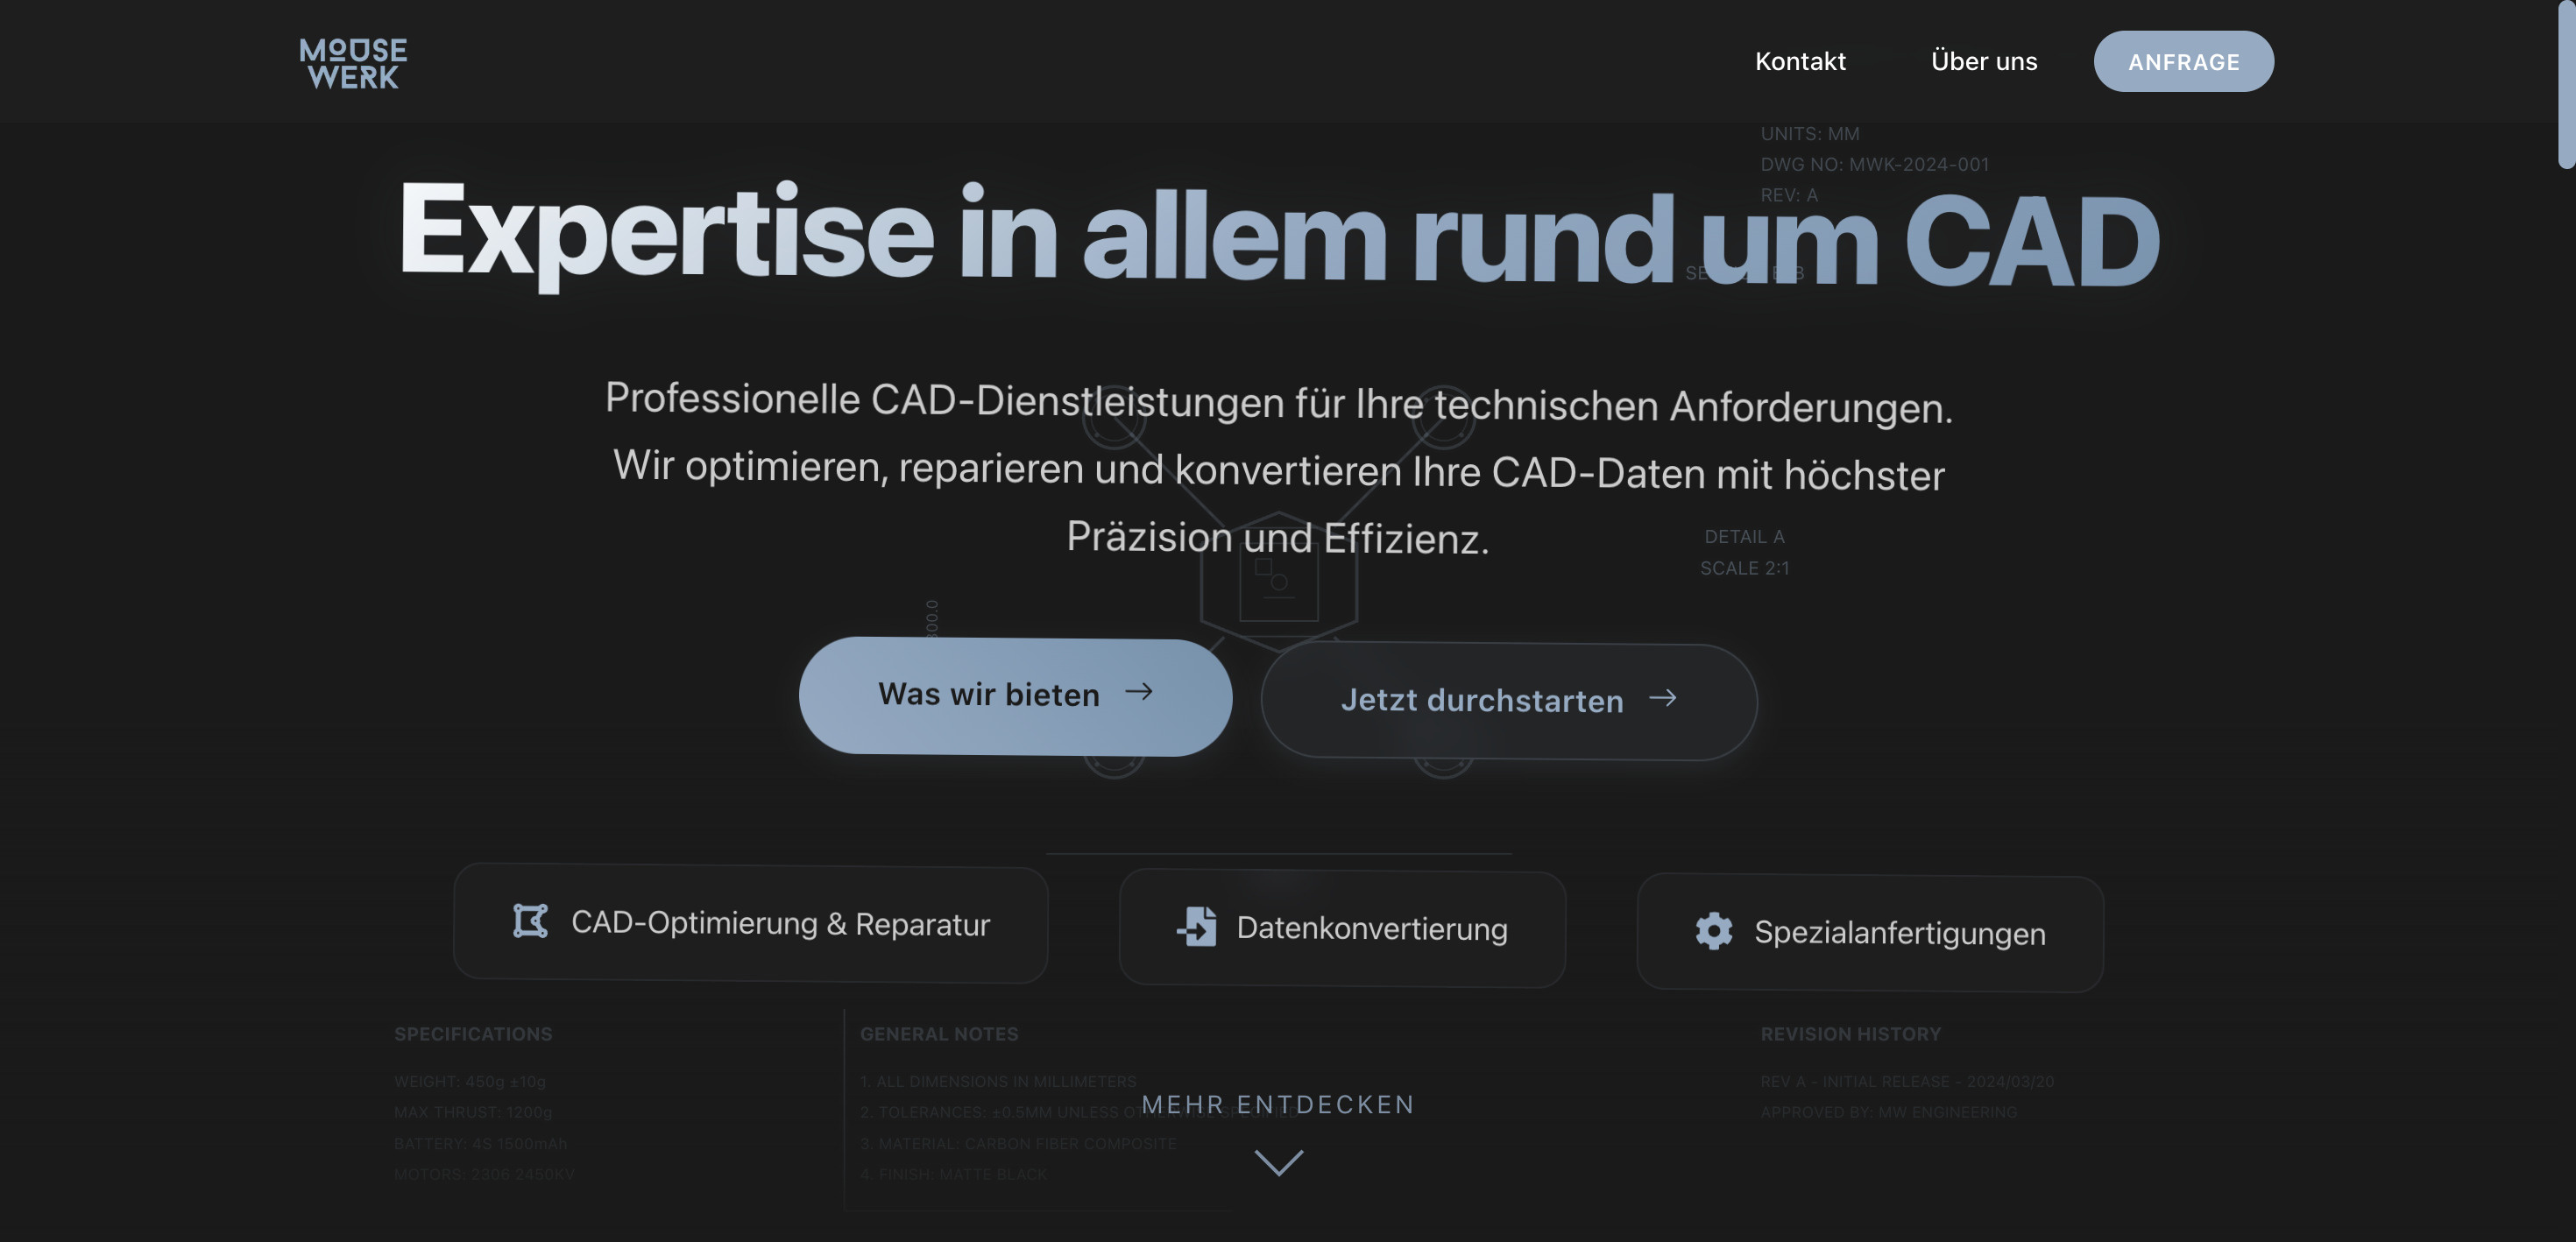 MOUSE
WERK
Kontakt
Über uns
ANFRAGE
UNITS: MM
DWG NO: MWK-2024-001
REV: A
Expertise in allem rund um CAD
Professionelle CAD-Dienstleistungen für Ihre technischen Anforderungen.
Wir optimieren, reparieren und konvertieren Ihre CAD-Daten mit höchster
Präzision und Effizienz.
DETAIL A
SCALE 2:1
Was wir bieten
Jetzt durchstarten
CAD-Optimierung & Reparatur
Datenkonvertierung
Spezialanfertigungen
SPECIFICATIONS
WEIGHT: 450g ±10g
MAX THRUST: 1200g
BATTERY: 4S 1500mAh
MOTORS: 2306 2450KV
GENERAL NOTES
1. ALL DIMENSIONS IN MILLIMETERS
2. TOLERANCES: ±0.5MM UNLESS
3. MATERIAL: CARBON FIBER COMPOSITE
4. FINISH: MATTE BLACK
REVISION HISTORY
REV A - INITIAL RELEASE - 2024/03/20
APPROVED BY: MW ENGINEERING
MEHR ENTDECKEN